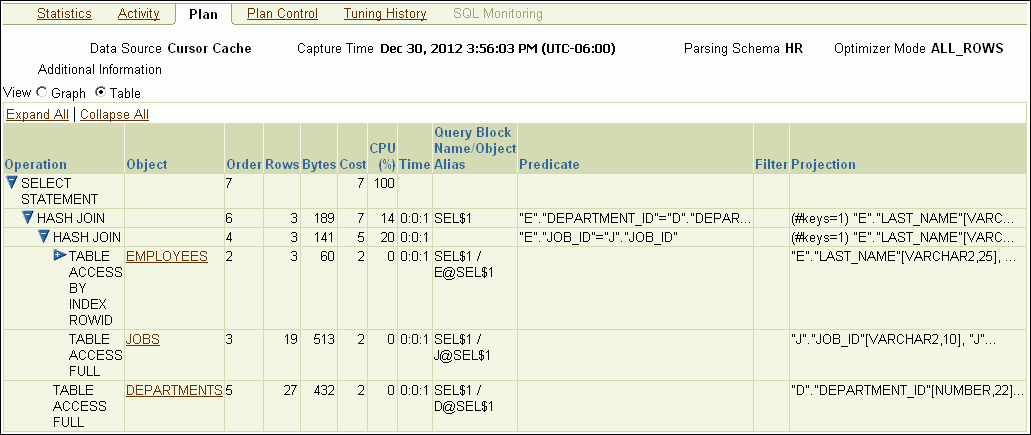 Statistics Activity Plan Plan Control Tuning History SQL Monitoring
Data Source Cursor Cache Capture Time Dec 30, 2012 3:56:03 PM (UTC-06:00) Parsing Schema HR Optimizer Mode ALL_ROWS
Additional Information
View Graph Table
Expand All | Collapse All
Operation Object Order Rows Bytes Cost CPU (%) Time Query Block Name/Object Alias Predicate Filter Projection
SELECT STATEMENT 7 7 100
HASH JOIN 6 3 189 7 14 0:0:1 SEL$1 "E"."DEPARTMENT_ID"="D"."DEPAR... (#keys=1) "E"."LAST_NAME"[VARC...
HASH JOIN 4 3 141 5 20 0:0:1 "E"."JOB_ID"="J"."JOB_ID" (#keys=1) "E"."LAST_NAME"[VARC...
TABLE ACCESS BY INDEX ROWID EMPLOYEES 2 3 60 2 0 0:0:1 SEL$1 / E@SEL$1 "E"."LAST_NAME"[VARCHAR2,25], ...
TABLE ACCESS FULL JOBS 3 19 513 2 0 0:0:1 SEL$1 / J@SEL$1 "J"."JOB_ID"[VARCHAR2,10], "J"...
TABLE ACCESS FULL DEPARTMENTS 5 27 432 2 0 0:0:1 SEL$1 / D@SEL$1 "D"."DEPARTMENT_ID"[NUMBER,22]...